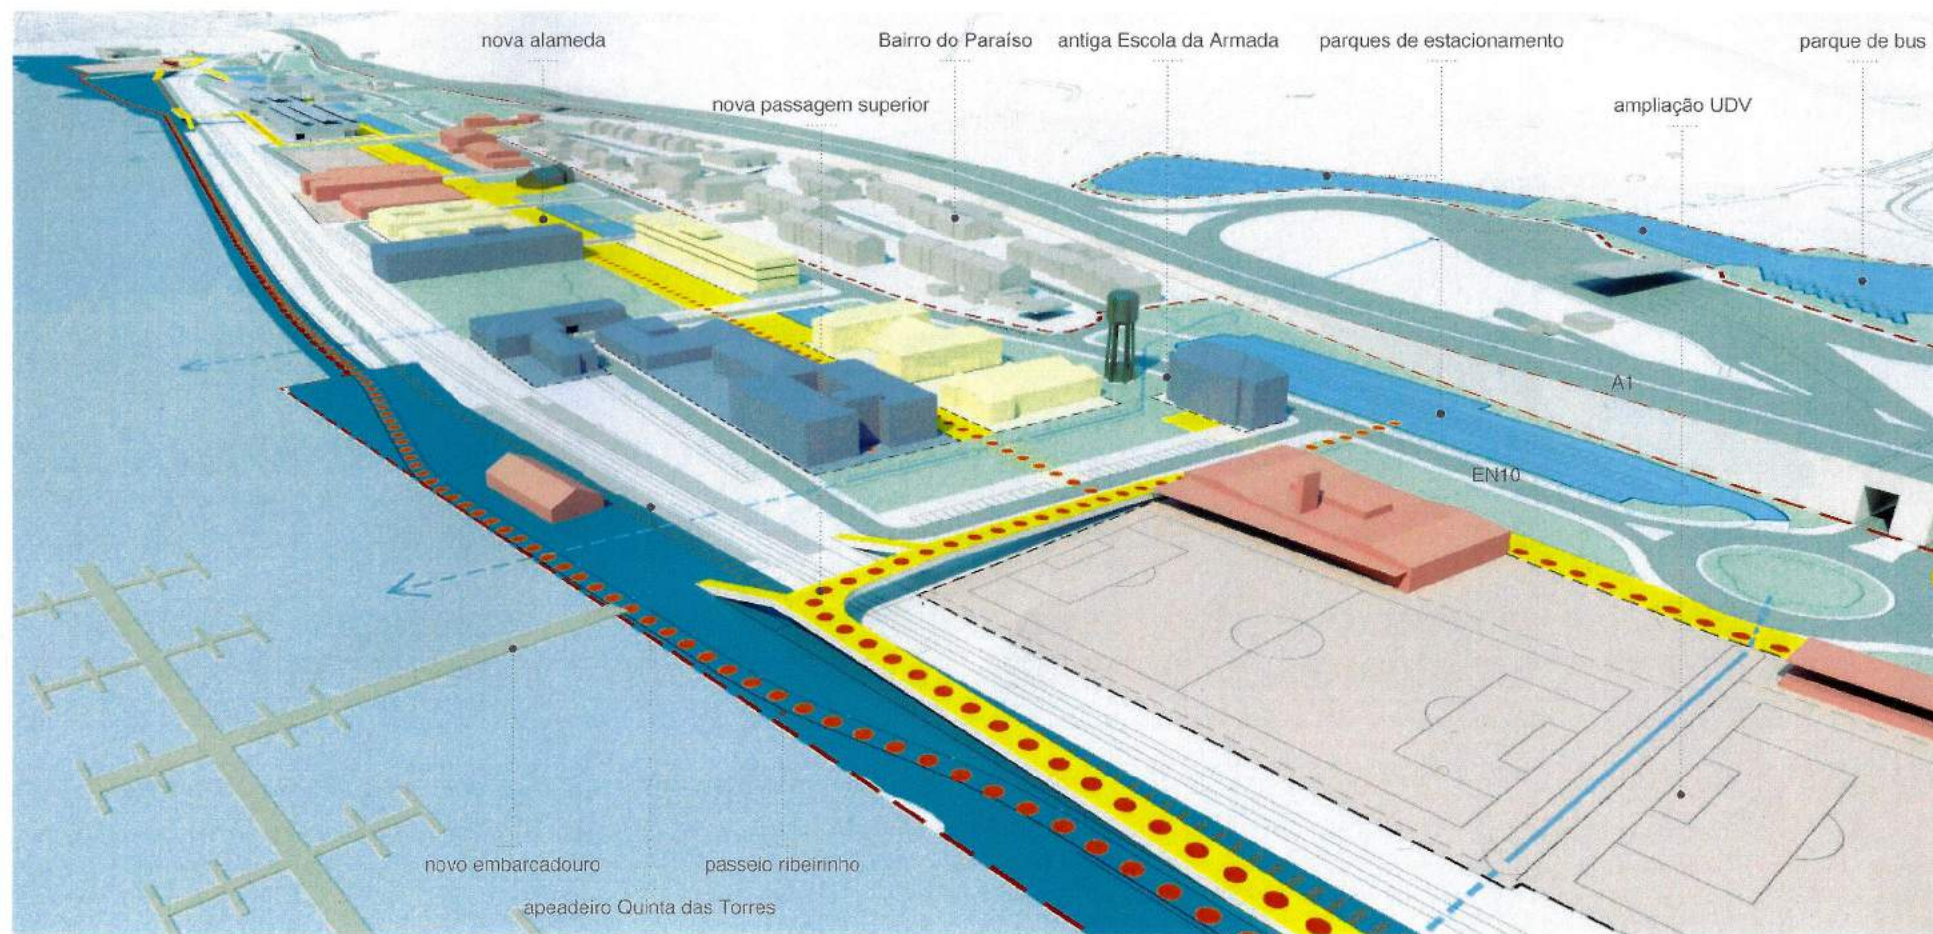 nova alameda
Bairro do Paraíso
antiga Escola da Armada
parques de estacionamento
parque de bus
nova passagem superior
ampliação UDV
A1
EN10
novo embarcadouro
passeio ribeirinho
apeadeiro Quinta das Torres